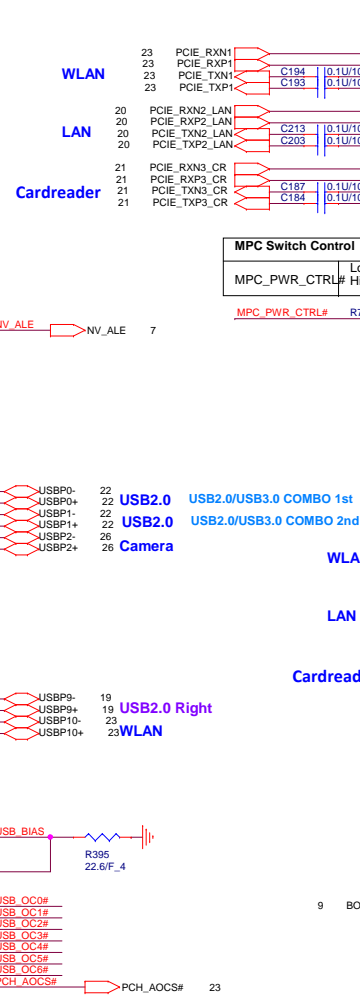 23 PCIE_RXN1
23 PCIE_RXP1
WLAN
23 PCIE_TXN1 C194 0.1U/10
23 PCIE_TXP1 C193 0.1U/10
20 PCIE_RXN2_LAN
20 PCIE_RXP2_LAN
LAN
20 PCIE_TXN2_LAN C213 0.1U/10
20 PCIE_TXP2_LAN C203 0.1U/10
21 PCIE_RXN3_CR
21 PCIE_RXP3_CR
Cardreader
21 PCIE_TXN3_CR C187 0.1U/10
21 PCIE_TXP3_CR C184 0.1U/10
MPC Switch Control
Lo
MPC_PWR_CTRL# Hi
MPC_PWR_CTRL# R7
NV_ALE NV_ALE 7
USBP0- 22
USBP0+ 22 USB2.0 USB2.0/USB3.0 COMBO 1st
USBP1- 22
USBP1+ 22 USB2.0 USB2.0/USB3.0 COMBO 2nd
USBP2- 26
USBP2+ 26 Camera
WLA
LAN
Cardread
USBP9- 19
USBP9+ 19 USB2.0 Right
USBP10- 23
USBP10+ 23 WLAN
USB_BIAS
R395
22.6/F_4
USB_OC0#
USB_OC1#
9 BO
USB_OC2#
USB_OC3#
USB_OC4#
USB_OC5#
USB_OC6#
PCH_AOCS# PCH_AOCS# 23